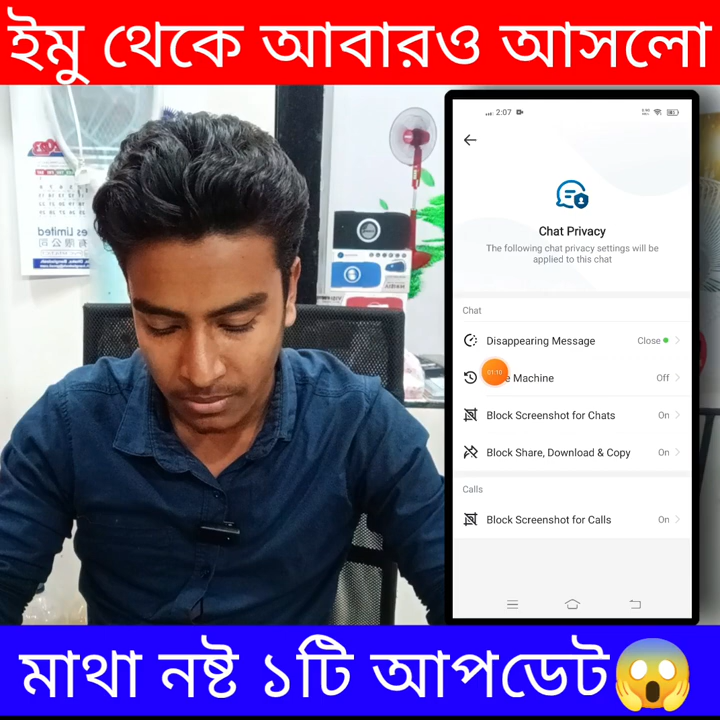 ইমু থেকে আবারও আসলো
2:07
Chat Privacy
The following chat privacy settings will be
applied to this chat
Chat
Disappearing Message Close
01:10 e Machine Off
Block Screenshot for Chats On
Block Share, Download & Copy On
Calls
Block Screenshot for Calls On
মাথা নষ্ট ১টি আপডেট😱